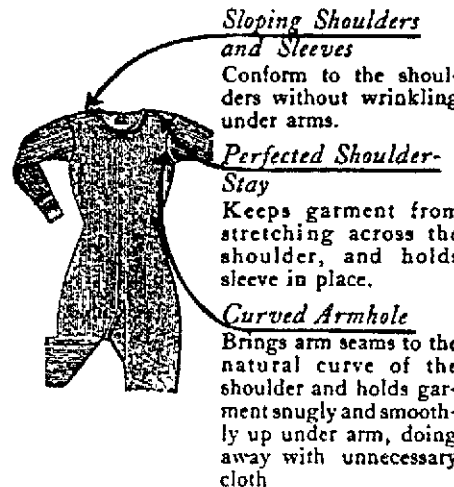 Sloping Shoulders
and Sleeves
Conform to the shoul-
ders without wrinkling
under arms.
Perfected Shoulder-
Stay
Keeps garment from
stretching across the
shoulder, and holds
sleeve in place.
Curved Armhole
Brings arm seams to the
natural curve of the
shoulder and holds gar-
ment snugly and smooth-
ly up under arm, doing
away with unnecessary
cloth